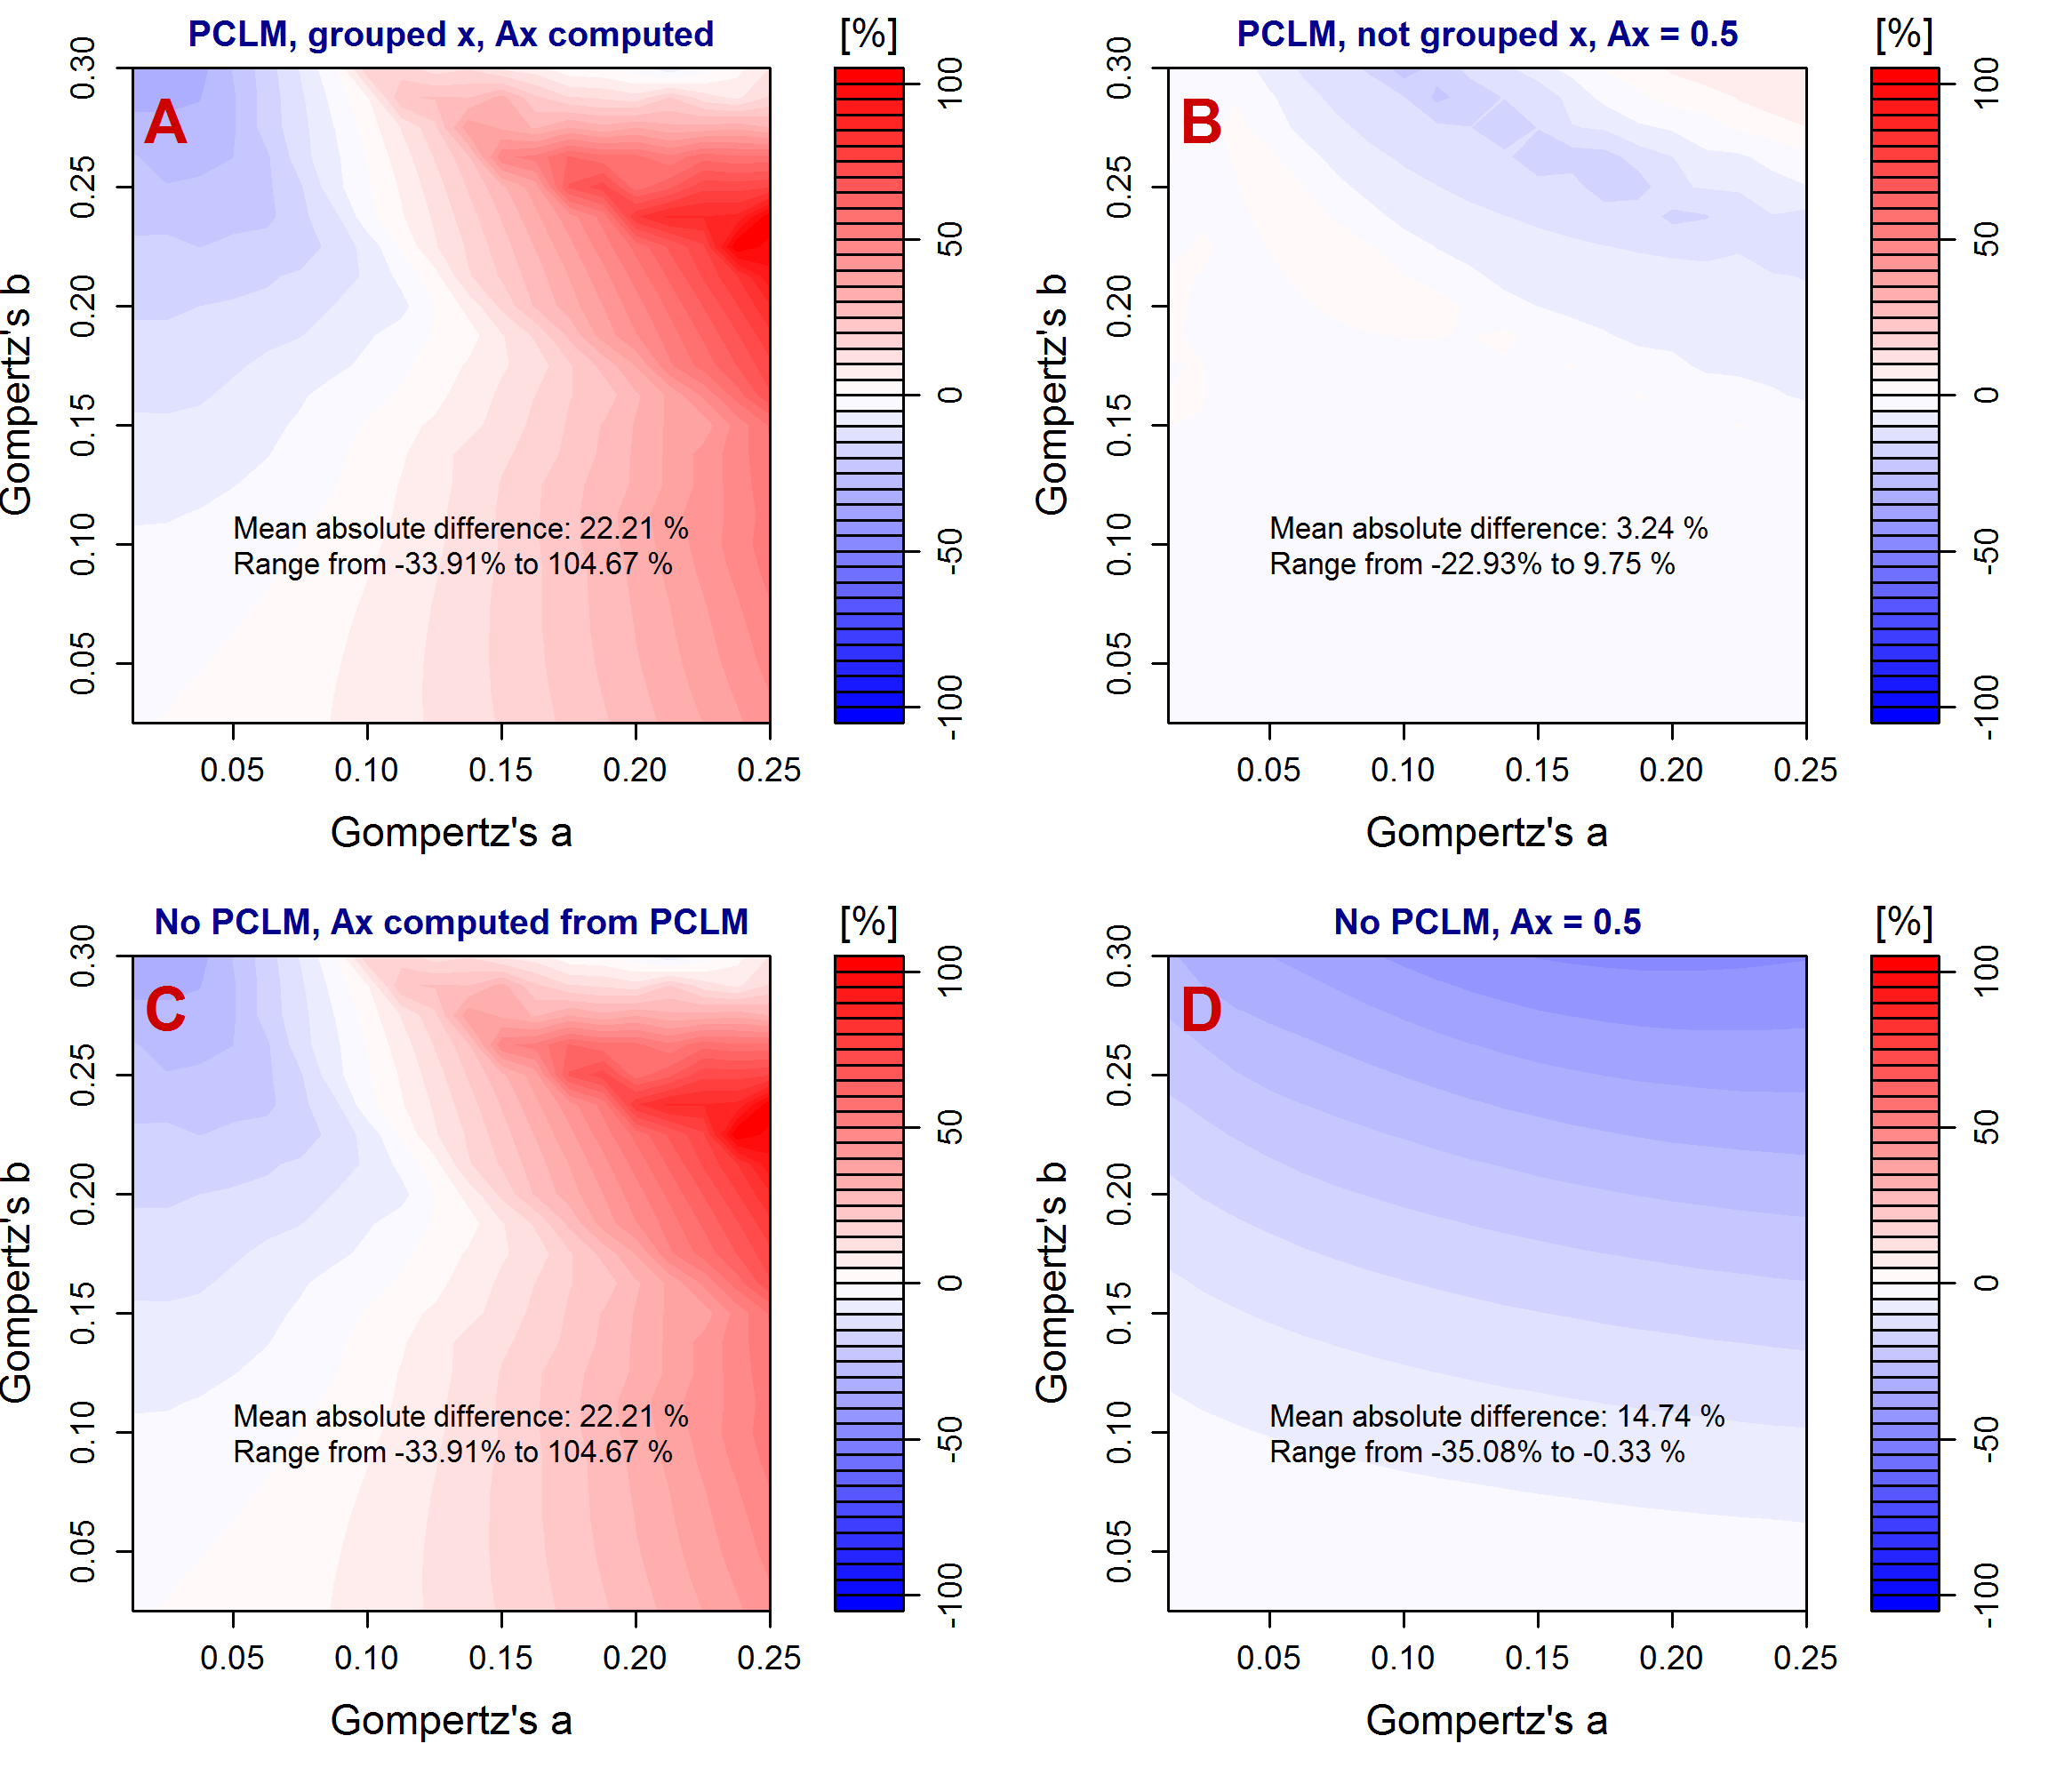 PCLM, grouped x, Ax computed
[%]
A
Gompertz's b
0.30
0.25
0.20
0.15
0.10
0.05
Mean absolute difference: 22.21 %
Range from -33.91% to 104.67 %
0.05 0.10 0.15 0.20 0.25
Gompertz's a
100
50
0
-50
-100
PCLM, not grouped x, Ax = 0.5
[%]
B
Gompertz's b
0.30
0.25
0.20
0.15
0.10
0.05
Mean absolute difference: 3.24 %
Range from -22.93% to 9.75 %
0.05 0.10 0.15 0.20 0.25
Gompertz's a
100
50
0
-50
-100
No PCLM, Ax computed from PCLM
[%]
C
Gompertz's b
0.30
0.25
0.20
0.15
0.10
0.05
Mean absolute difference: 22.21 %
Range from -33.91% to 104.67 %
0.05 0.10 0.15 0.20 0.25
Gompertz's a
100
50
0
-50
-100
No PCLM, Ax = 0.5
[%]
D
Gompertz's b
0.30
0.25
0.20
0.15
0.10
0.05
Mean absolute difference: 14.74 %
Range from -35.08% to -0.33 %
0.05 0.10 0.15 0.20 0.25
Gompertz's a
100
50
0
-50
-100